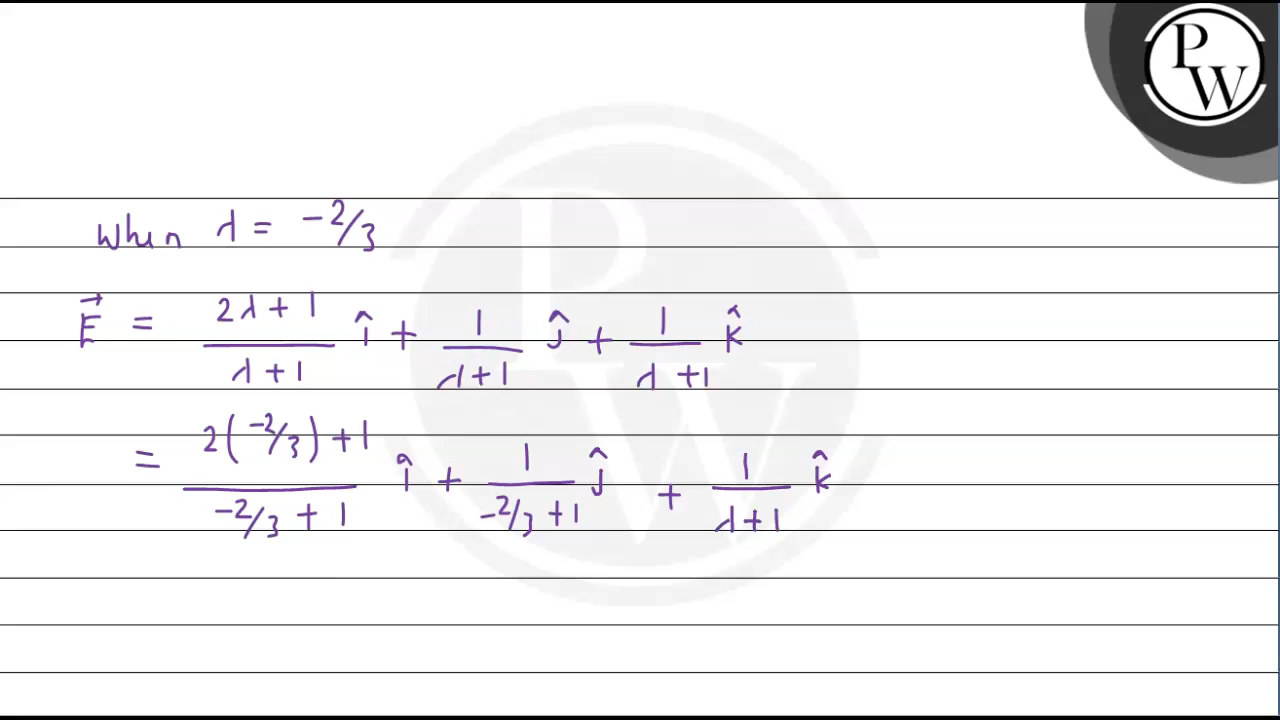 PW
When λ = -2/3
E⃗ = (2λ+1)/(λ+1) î + 1/(λ+1) ĵ + 1/(λ+1) k̂
= (2(-2/3)+1)/(-2/3+1) î + 1/(-2/3+1) ĵ + 1/(λ+1) k̂